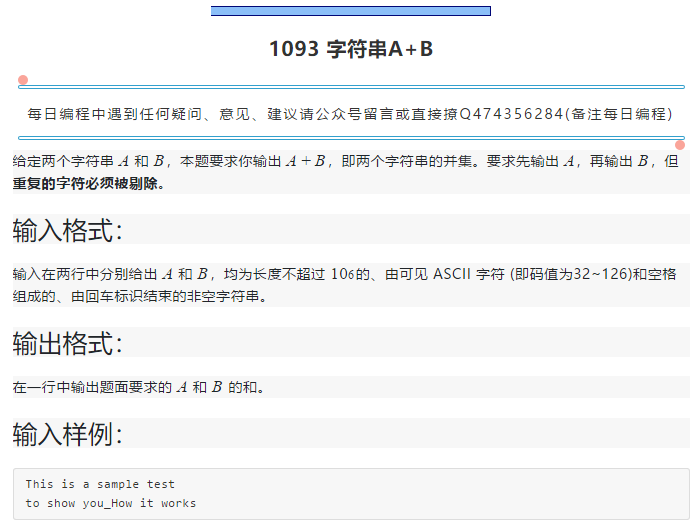 1093 字符串A+B
每日编程中遇到任何疑问、意见、建议请公众号留言或直接撩Q474356284(备注每日编程)
给定两个字符串 A 和 B，本题要求你输出 A + B，即两个字符串的并集。要求先输出 A，再输出 B，但
重复的字符必须被剔除。
输入格式：
输入在两行中分别给出 A 和 B，均为长度不超过 106的、由可见 ASCII 字符 (即码值为32~126)和空格
组成的、由回车标识结束的非空字符串。
输出格式：
在一行中输出题面要求的 A 和 B 的和。
输入样例：
This is a sample test
to show you_How it works